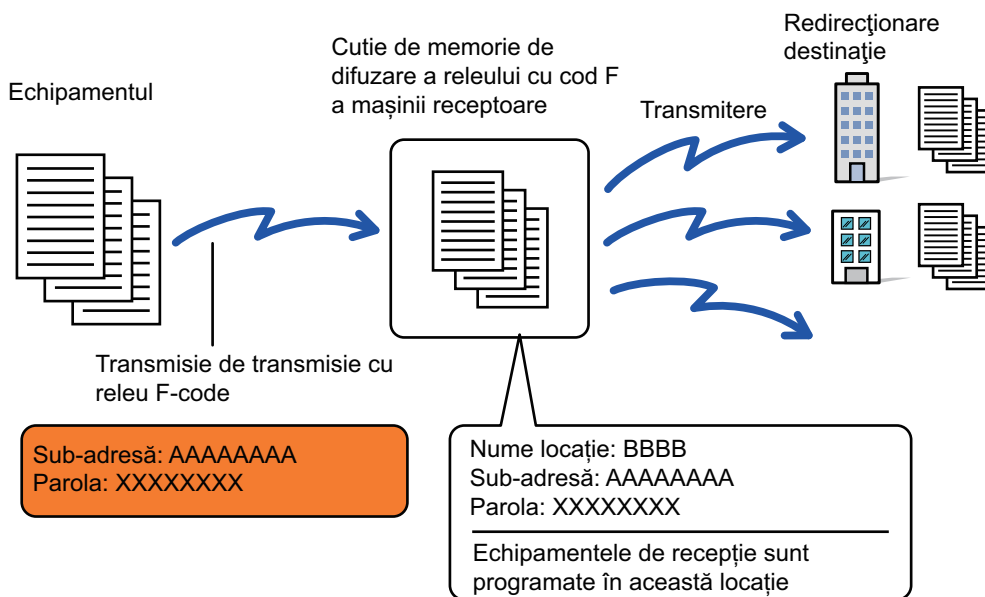 Echipamentul
Cutie de memorie de
difuzare a releului cu cod F
a mașinii receptoare
Transmitere
Redirecţionare
destinaţie
Transmisie de transmisie cu
releu F-code
Sub-adresă: AAAAAAAA
Parola: XXXXXXXX
Nume locație: BBBB
Sub-adresă: AAAAAAAA
Parola: XXXXXXXX
Echipamentele de recepție sunt
programate în această locație